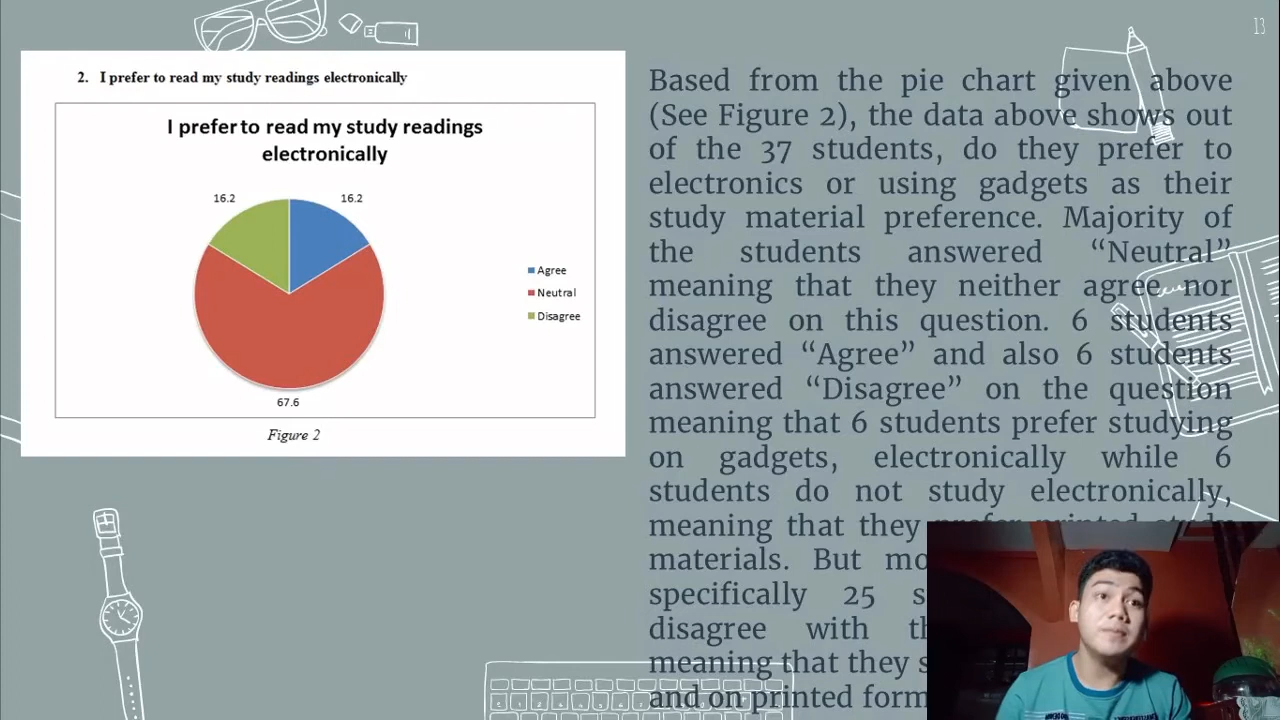 13
2. I prefer to read my study readings electronically
I prefer to read my study readings
electronically
16.2
16.2
Agree
Neutral
Disagree
67.6
Figure 2
Based from the pie chart given above
(See Figure 2), the data above shows out
of the 37 students, do they prefer to
electronics or using gadgets as their
study material preference. Majority of
the students answered “Neutral”
meaning that they neither agree nor
disagree on this question. 6 students
answered “Agree” and also 6 students
answered “Disagree” on the question
meaning that 6 students prefer studying
on gadgets, electronically while 6
students do not study electronically,
meaning that they prefer printed study
materials. But
specifically 25
disagree with
meaning that they
and on printed